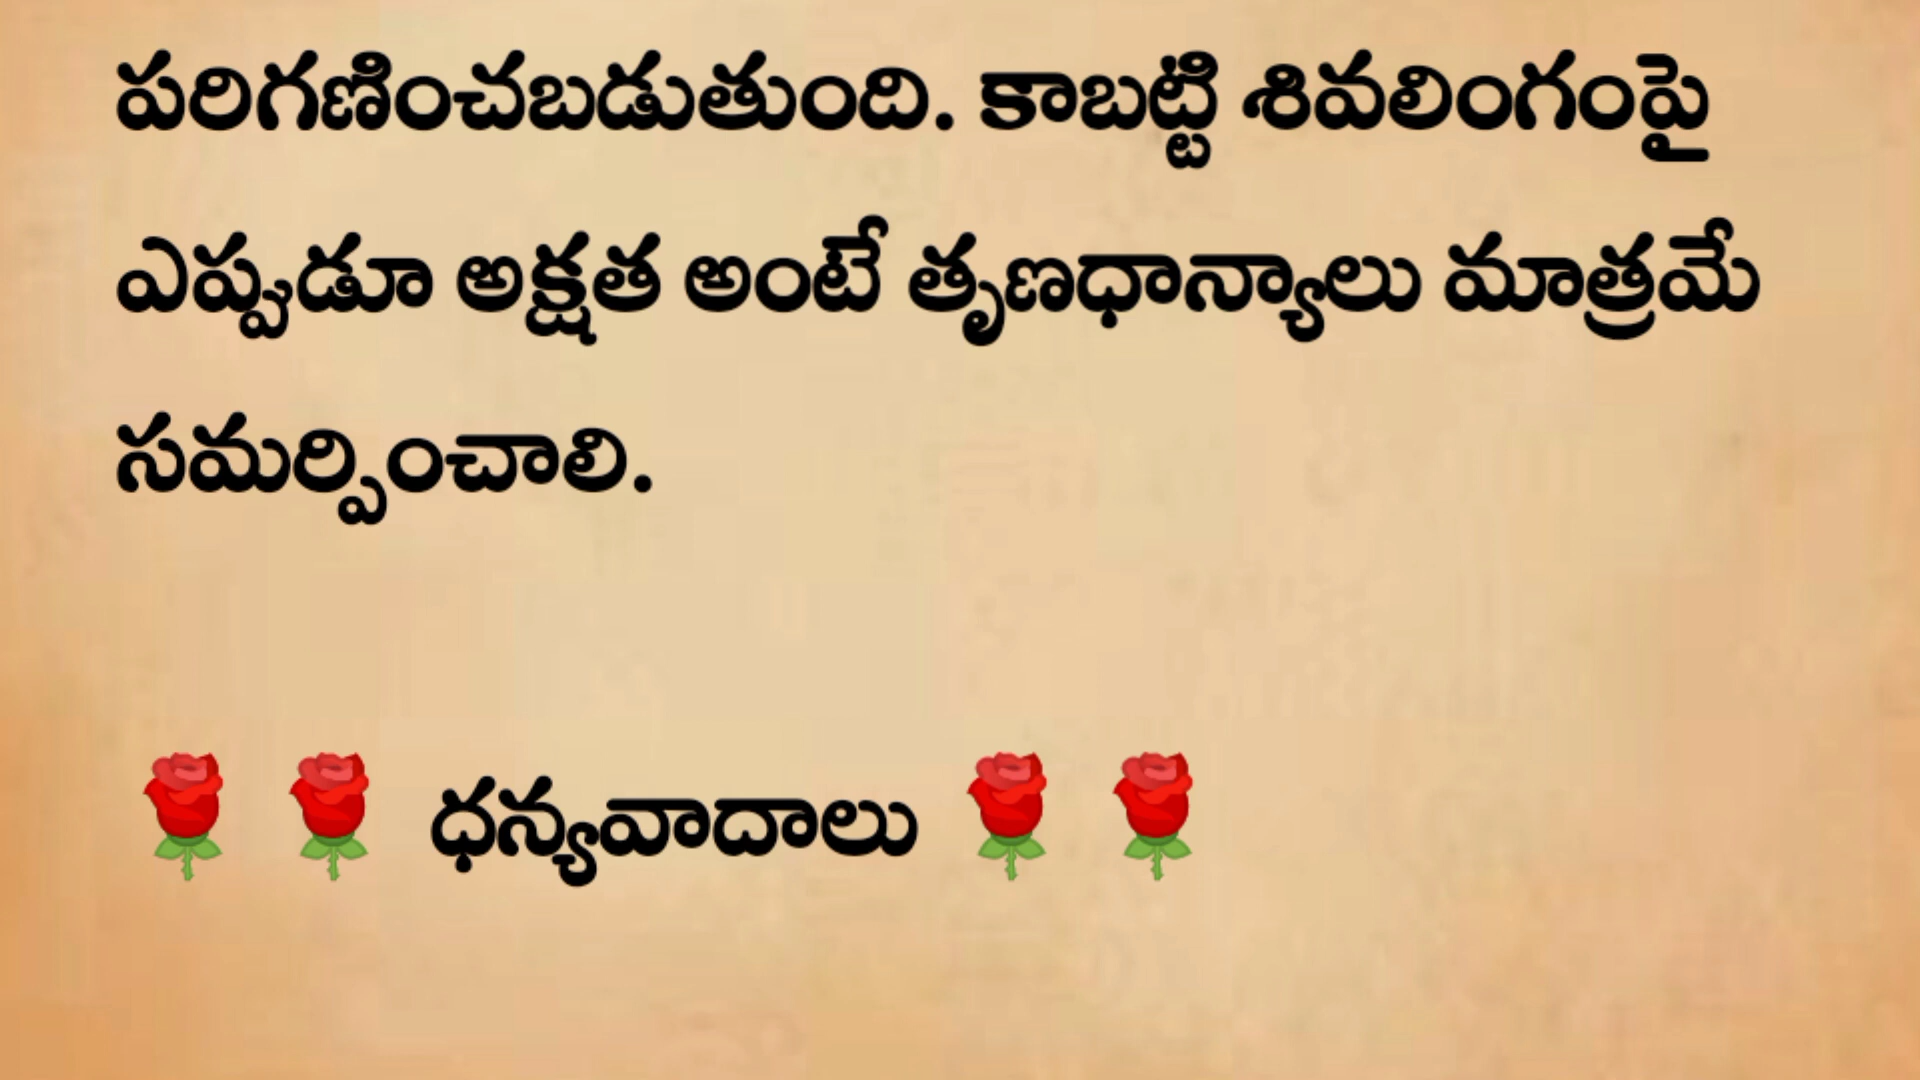 పరిగణించబడుతుంది. కాబట్టి శివలింగంపై
ఎప్పుడూ అక్షత అంటే తృణధాన్యాలు మాత్రమే
సమర్పించాలి.
🌹 🌹 ధన్యవాదాలు 🌹 🌹